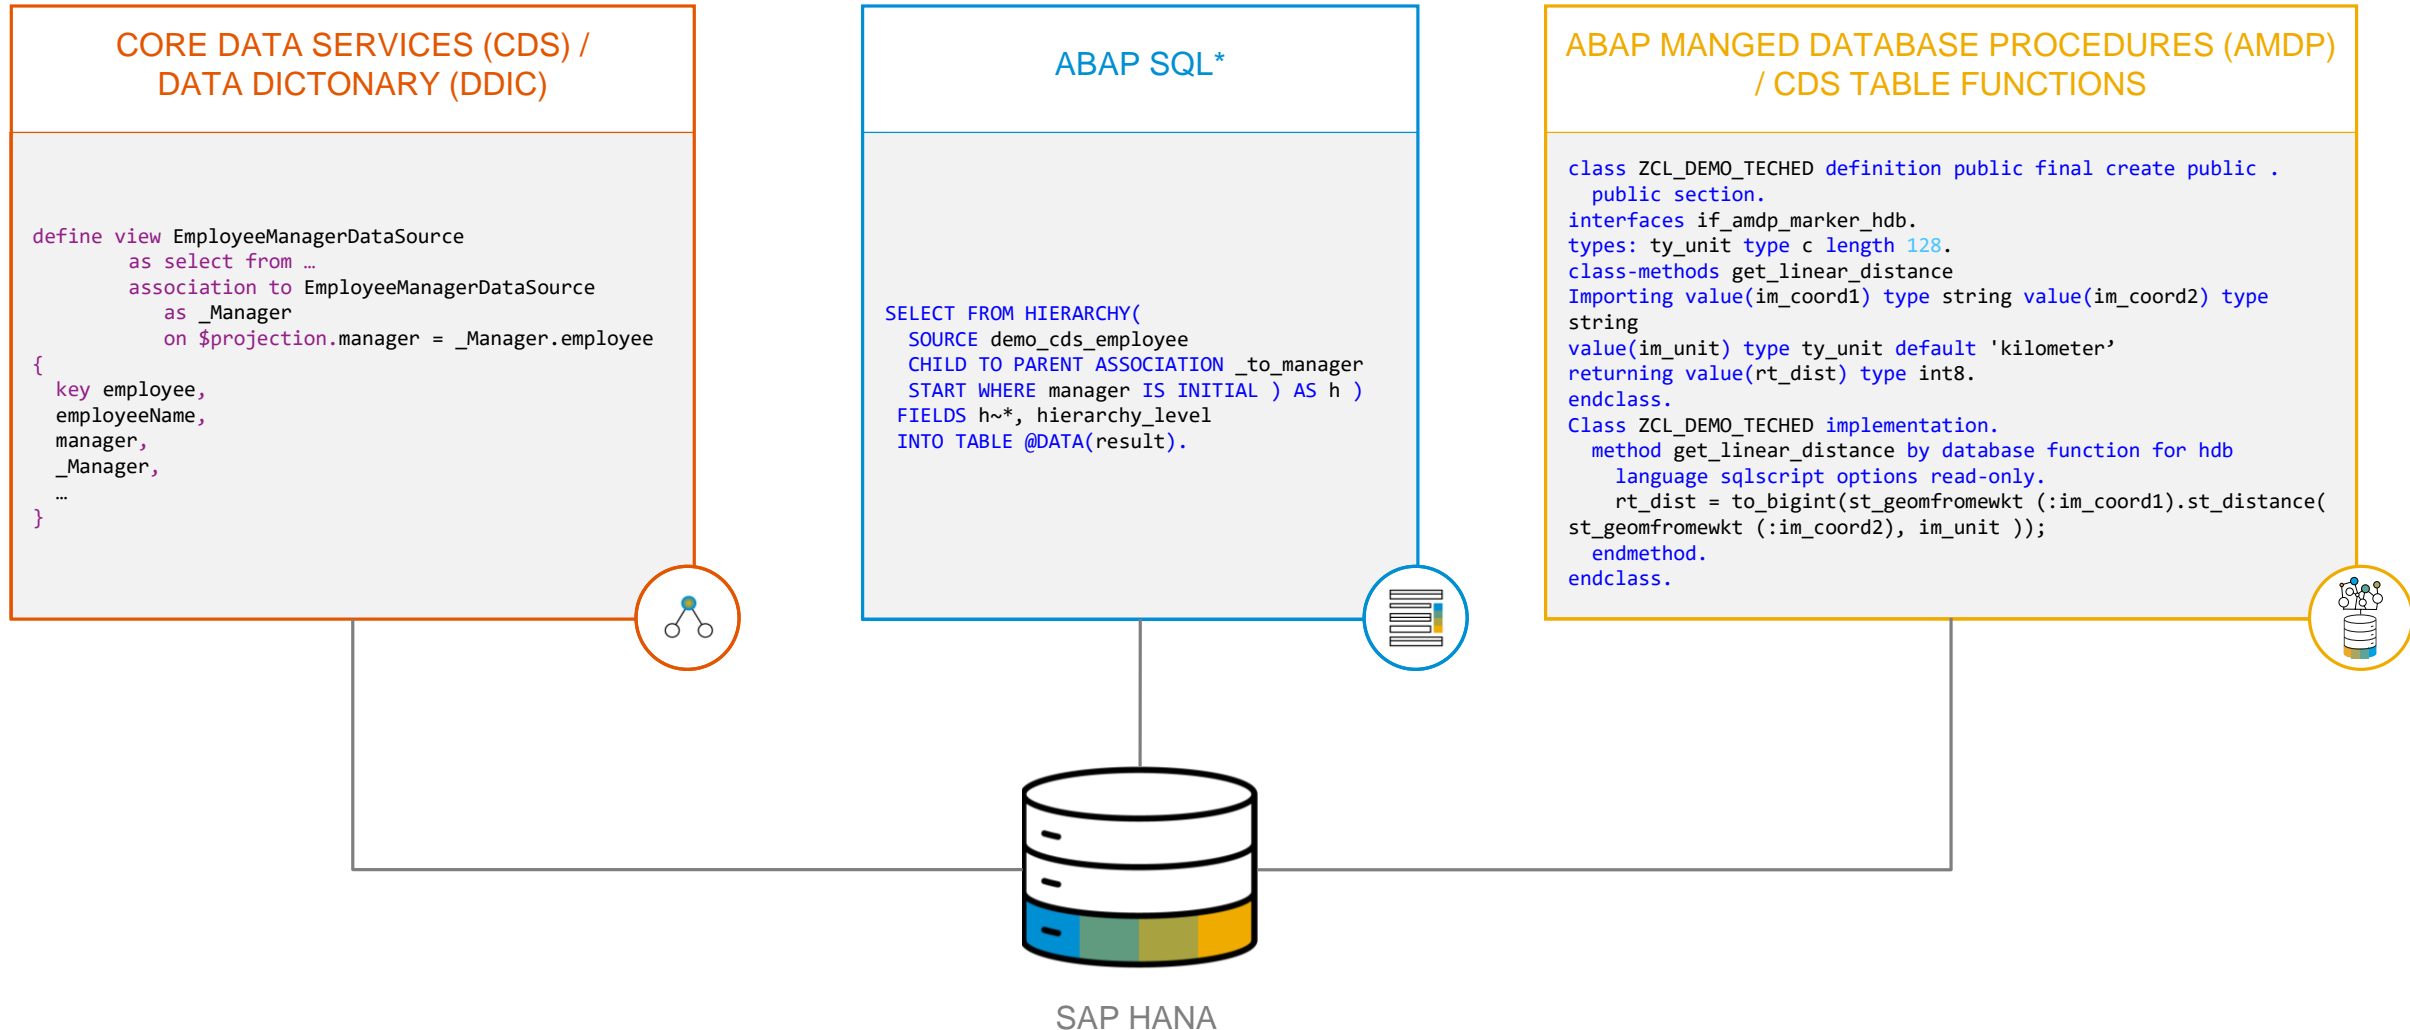 CORE DATA SERVICES (CDS) /
DATA DICTONARY (DDIC)
define view EmployeeManagerDataSource
as select from …
association to EmployeeManagerDataSource
as _Manager
on $projection.manager = _Manager.employee
{
key employee,
employeeName,
manager,
_Manager,
…
}
ABAP SQL*
SELECT FROM HIERARCHY(
SOURCE demo_cds_employee
CHILD TO PARENT ASSOCIATION _to_manager
START WHERE manager IS INITIAL ) AS h )
FIELDS h~*, hierarchy_level
INTO TABLE @DATA(result).
ABAP MANGED DATABASE PROCEDURES (AMDP)
/ CDS TABLE FUNCTIONS
class ZCL_DEMO_TECHED definition public final create public .
public section.
interfaces if_amdp_marker_hdb.
types: ty_unit type c length 128.
class-methods get_linear_distance
Importing value(im_coord1) type string value(im_coord2) type
string
value(im_unit) type ty_unit default 'kilometer’
returning value(rt_dist) type int8.
endclass.
Class ZCL_DEMO_TECHED implementation.
method get_linear_distance by database function for hdb
language sqlscript options read-only.
rt_dist = to_bigint(st_geomfromewkt (:im_coord1).st_distance(
st_geomfromewkt (:im_coord2), im_unit ));
endmethod.
endclass.
SAP HANA